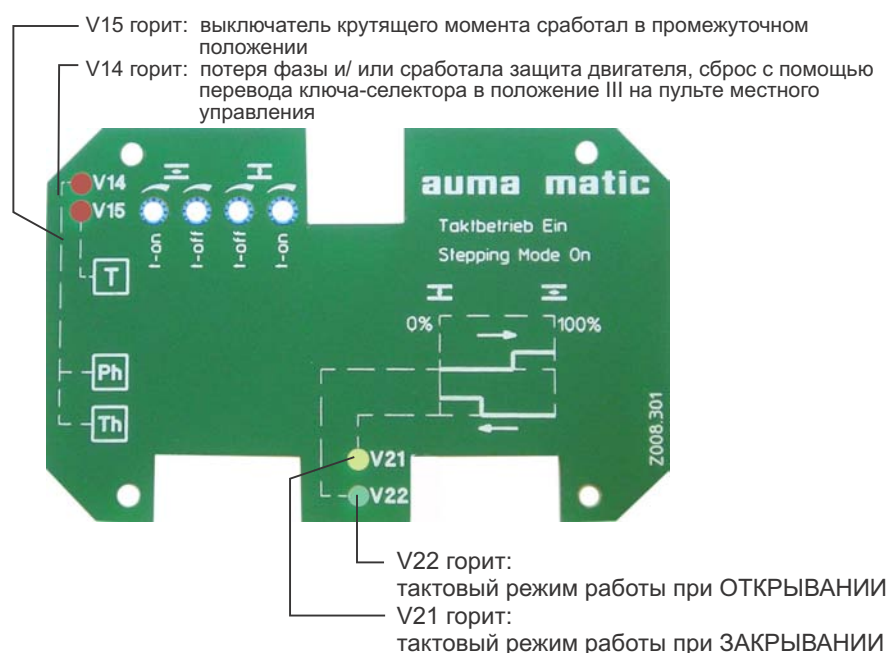 V15 горит: выключатель крутящего момента сработал в промежуточном
положении
V14 горит: потеря фазы и/ или сработала защита двигателя, сброс с помощью
перевода ключа-селектора в положение III на пульте местного
управления
V14
V15
t-on
t-off
t-off
t-on
auma matic
Taktbetrieb Ein
Stepping Mode On
T
0%
100%
Ph
Th
Z008.301
V21
V22
V22 горит:
тактовый режим работы при ОТКРЫВАНИИ
V21 горит:
тактовый режим работы при ЗАКРЫВАНИИ